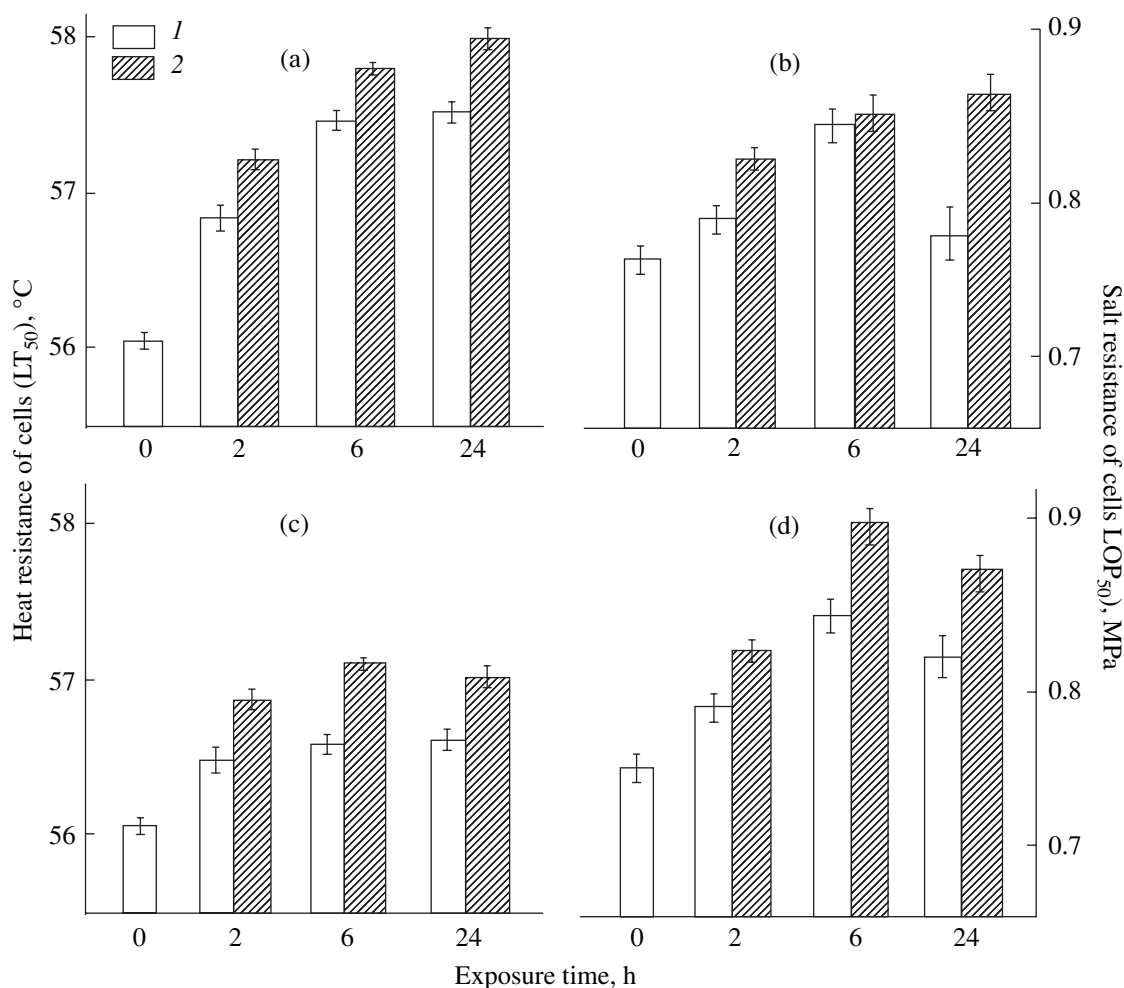 1
2
(a)
58
57
56
0 2 6 24
(b)
0.9
0.8
0.7
0 2 6 24
(c)
58
57
56
0 2 6 24
(d)
0.9
0.8
0.7
0 2 6 24
Heat resistance of cells (LT50), °C
Salt resistance of cells LOP50), MPa
Exposure time, h